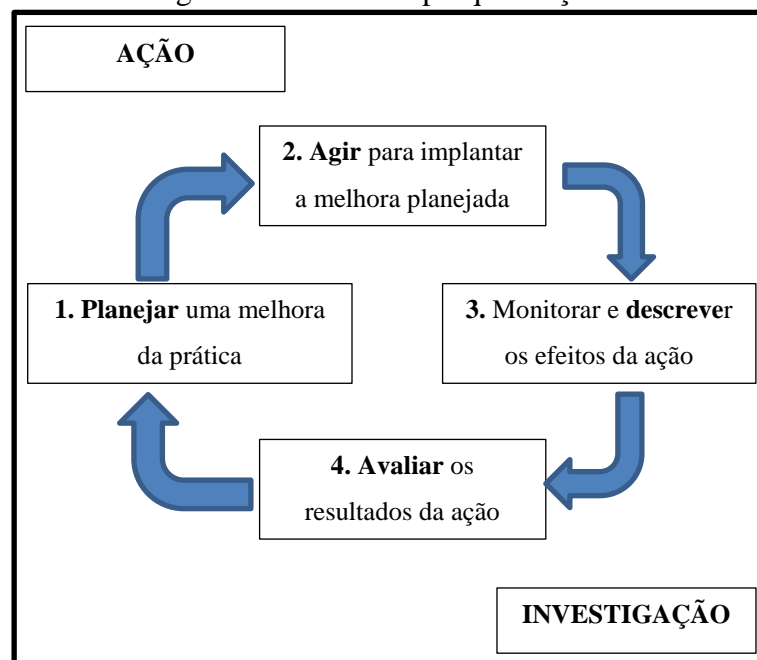 AÇÃO
2. Agir para implantar
a melhora planejada
1. Planejar uma melhora
da prática
3. Monitorar e descrever
os efeitos da ação
4. Avaliar os
resultados da ação
INVESTIGAÇÃO